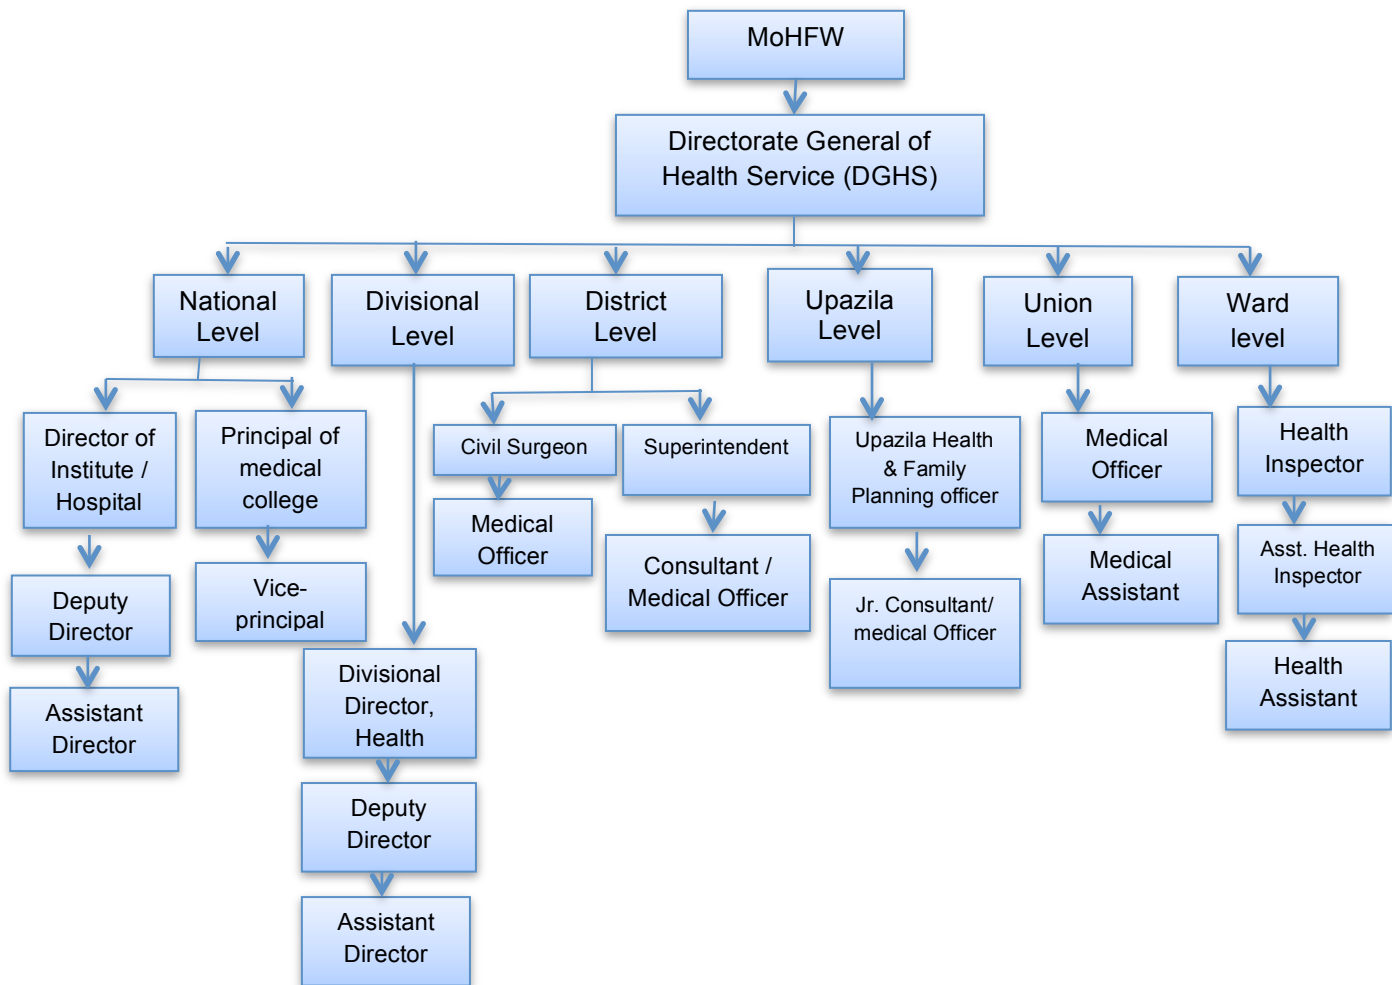 MoHFW
Directorate General of
Health Service (DGHS)
National
Level
Divisional
Level
District
Level
Upazila
Level
Union
Level
Ward
level
Director of
Institute /
Hospital
Deputy
Director
Assistant
Director
Principal of
medical
college
Vice-
principal
Divisional
Director,
Health
Deputy
Director
Assistant
Director
Civil Surgeon
Medical
Officer
Superintendent
Consultant /
Medical Officer
Upazila Health
& Family
Planning officer
Jr. Consultant/
medical Officer
Medical
Officer
Medical
Assistant
Health
Inspector
Asst. Health
Inspector
Health
Assistant